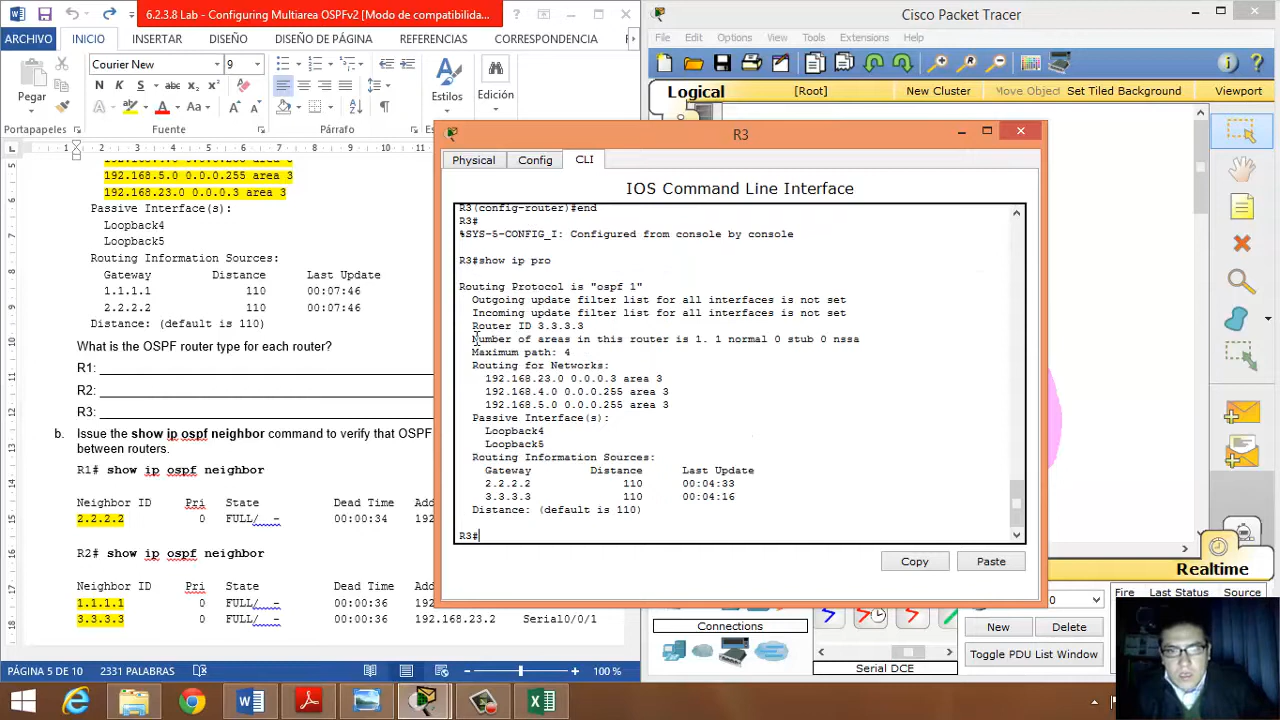 6.2.3.8 Lab - Configuring Multiarea OSPFv2 [Modo de compatibilida...
ARCHIVO INICIO INSERTAR DISEÑO DISEÑO DE PÁGINA REFERENCIAS CORRESPONDENCIA
Courier New 9
Pegar
N K S abc x₂ x²
Estilos
Edición
Portapapeles Fuente Párrafo
192.168.5.0 0.0.0.255 area 3
192.168.23.0 0.0.0.3 area 3
Passive Interface(s):
Loopback4
Loopback5
Routing Information Sources:
Gateway Distance Last Update
1.1.1.1 110 00:07:46
2.2.2.2 110 00:07:46
Distance: (default is 110)
What is the OSPF router type for each router?
R1:
R2:
R3:
b. Issue the show ip ospf neighbor command to verify that OSPF
between routers.
R1# show ip ospf neighbor
Neighbor ID Pri State Dead Time Add
2.2.2.2 0 FULL/ - 00:00:34 192
R2# show ip ospf neighbor
Neighbor ID Pri State Dead Time Add
1.1.1.1 0 FULL/ - 00:00:36 192
3.3.3.3 0 FULL/ - 00:00:36 192.168.23.2 Serial0/0/1
PÁGINA 5 DE 10 2331 PALABRAS 100 %
Cisco Packet Tracer
File Edit Options View Tools Extensions Help
Logical [Root] New Cluster Move Object Set Tiled Background Viewport
R3
Physical Config CLI
IOS Command Line Interface
R3(config-router)#end
R3#
%SYS-5-CONFIG_I: Configured from console by console
R3#show ip pro
Routing Protocol is "ospf 1"
Outgoing update filter list for all interfaces is not set
Incoming update filter list for all interfaces is not set
Router ID 3.3.3.3
Number of areas in this router is 1. 1 normal 0 stub 0 nssa
Maximum path: 4
Routing for Networks:
192.168.23.0 0.0.0.3 area 3
192.168.4.0 0.0.0.255 area 3
192.168.5.0 0.0.0.255 area 3
Passive Interface(s):
Loopback4
Loopback5
Routing Information Sources:
Gateway Distance Last Update
2.2.2.2 110 00:04:33
3.3.3.3 110 00:04:16
Distance: (default is 110)
R3#
Copy Paste
Realtime
Connections
Serial DCE
0
Fire Last Status Source
New Delete
Toggle PDU List Window